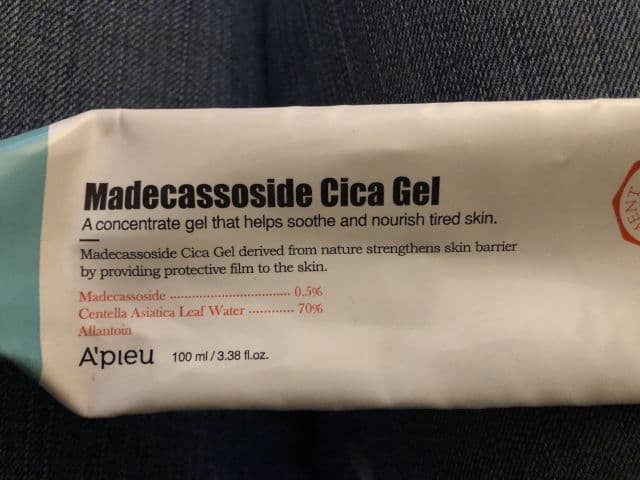 Madecassoside Cica Gel
A concentrate gel that helps soothe and nourish tired skin.
Madecassoside Cica Gel derived from nature strengthens skin barrier
by providing protective film to the skin.
Madecassoside ................................ 0.5%
Centella Asiatica Leaf Water ............ 70%
Allantoin
A'PIEU 100 ml / 3.38 fl.oz.